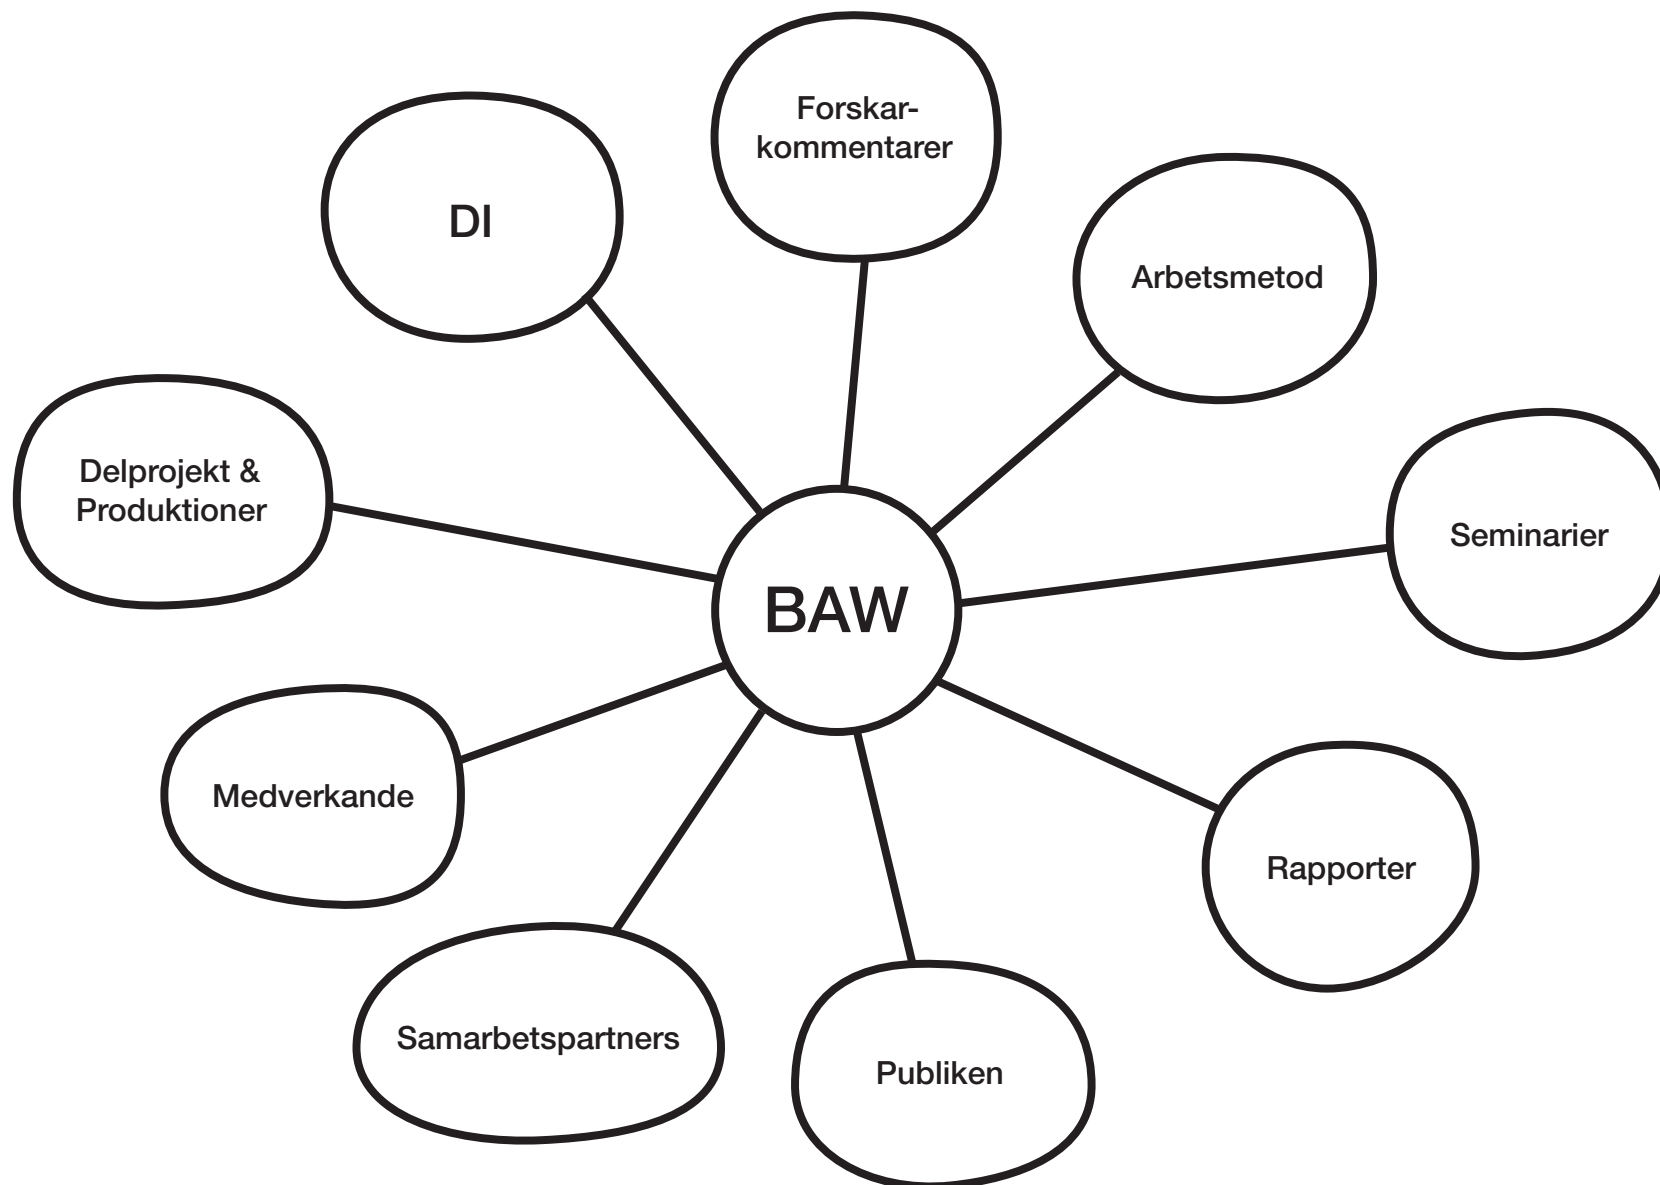 Forskar-
kommentarer
DI
Arbetsmetod
Delprojekt &
Produktioner
Seminarier
BAW
Medverkande
Rapporter
Samarbetspartners
Publiken